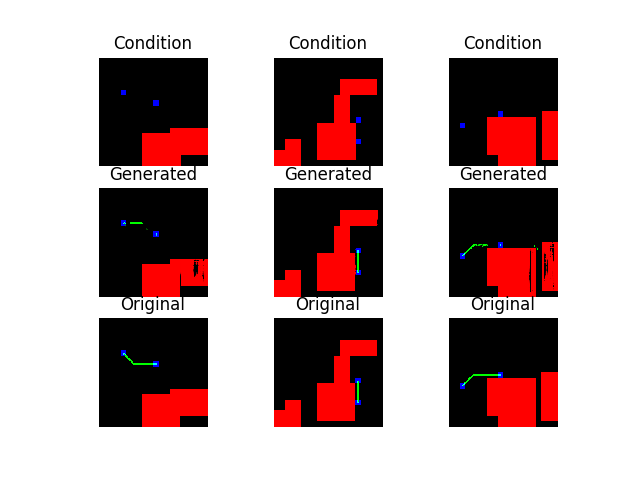 Condition Condition Condition
Generated Generated Generated
Original Original Original